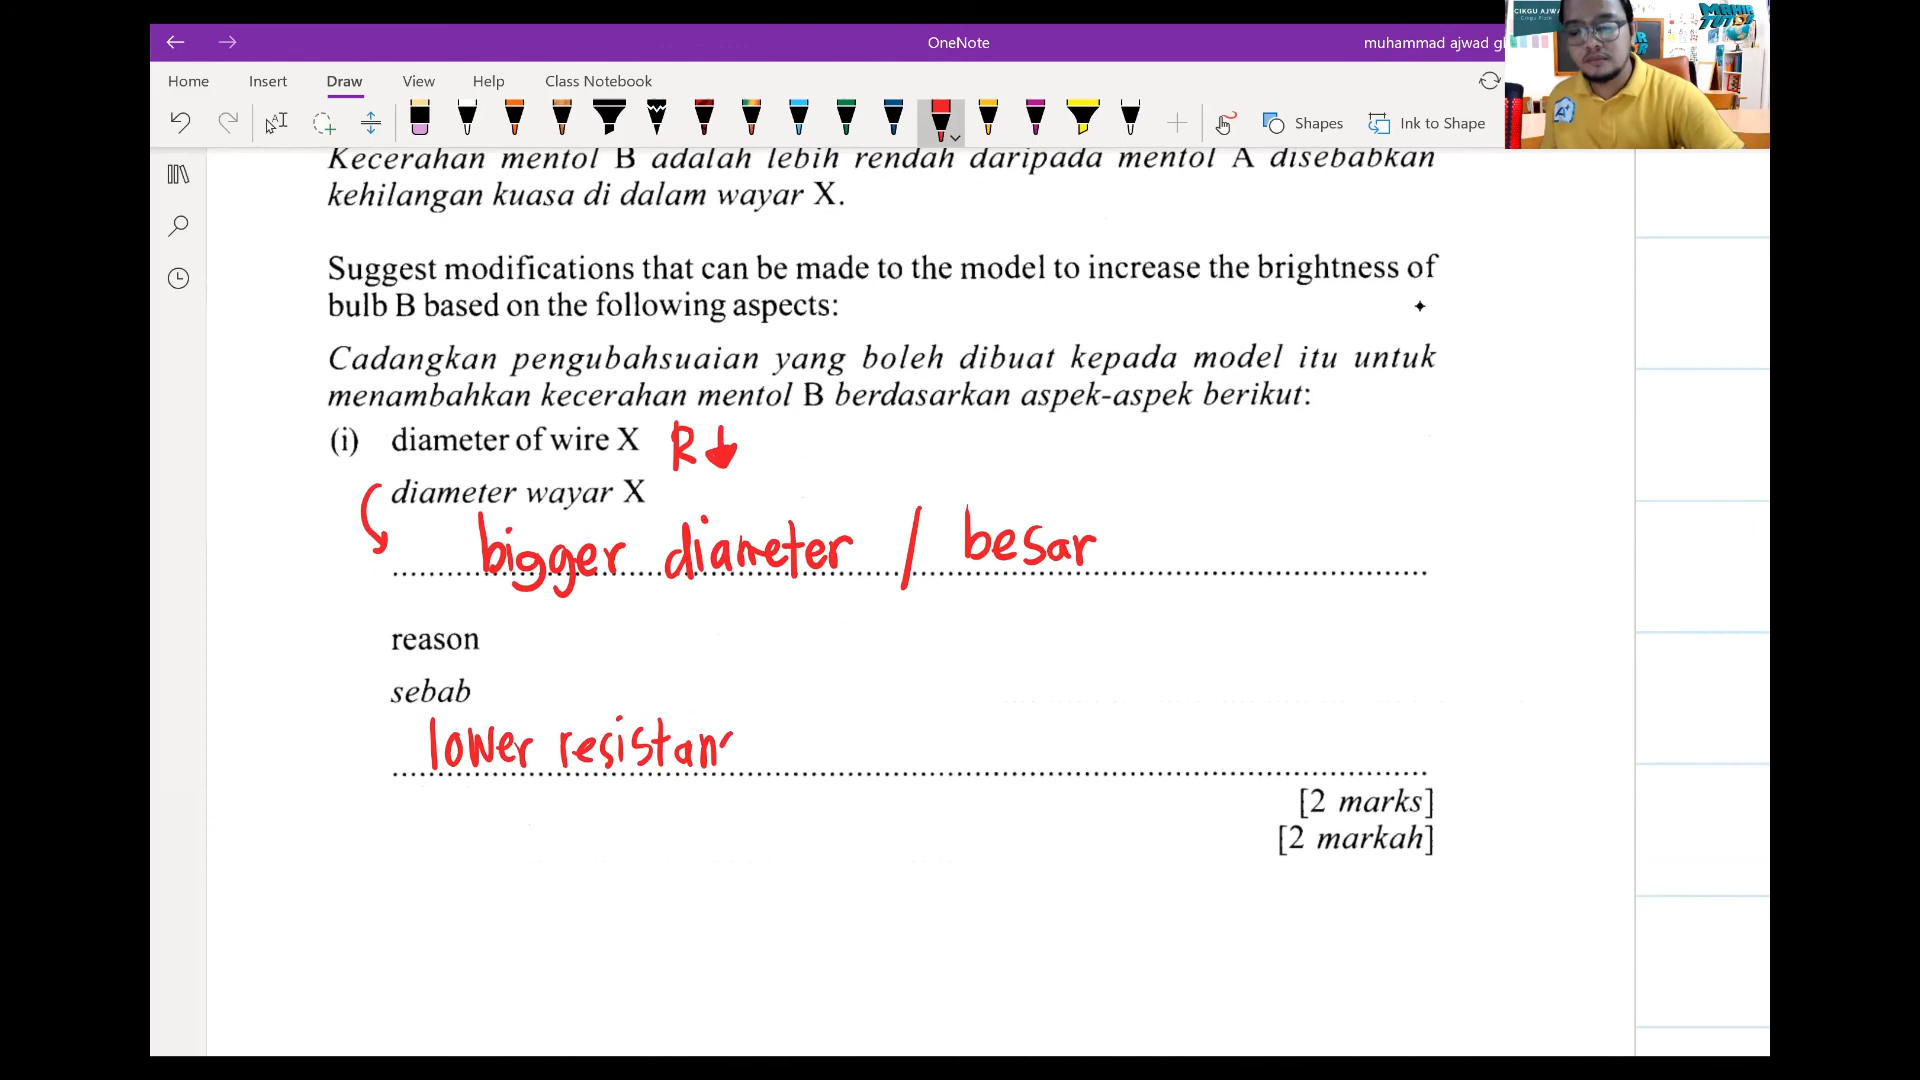 OneNote
muhammad ajwad g
CIKGU AJWA
Cikgu Fizik
Home Insert Draw View Help Class Notebook
Shapes Ink to Shape
Kecerahan mentol B adalah lebih rendah daripada mentol A disebabkan
kehilangan kuasa di dalam wayar X.
Suggest modifications that can be made to the model to increase the brightness of
bulb B based on the following aspects:
Cadangkan pengubahsuaian yang boleh dibuat kepada model itu untuk
menambahkan kecerahan mentol B berdasarkan aspek-aspek berikut:
(i) diameter of wire X R ↓
diameter wayar X
bigger diameter / besar
reason
sebab
lower resistan
[2 marks]
[2 markah]